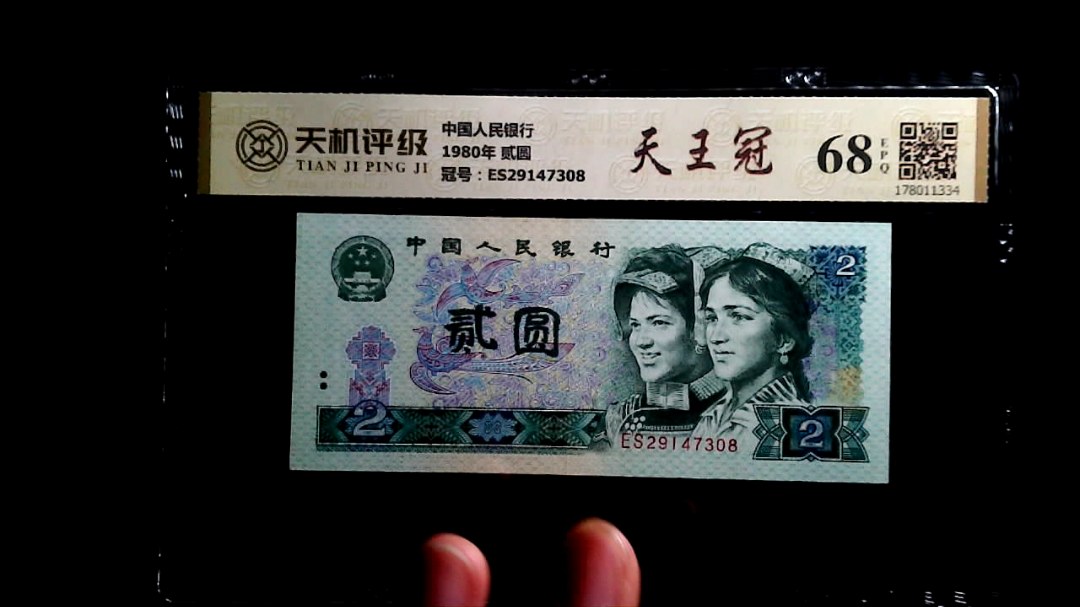 天机评级
TIAN JI PING JI
中国人民银行
1980年 贰圆
冠号：ES29147308
天王冠
68
EPQ
178011334
中国人民银行
2
贰圆
2
ES29147308
2